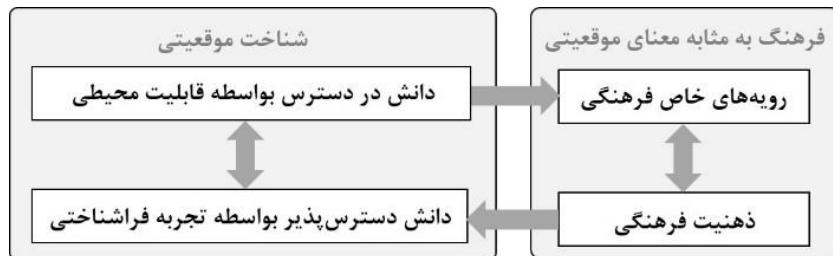 فرهنگ به مثابه معنای موقعیتی
رویه‌های خاص فرهنگی
ذهنیت فرهنگی
شناخت موقعیتی
دانش در دسترس بواسطه قابلیت محیطی
دانش دسترس‌پذیر بواسطه تجربه فراشناختی